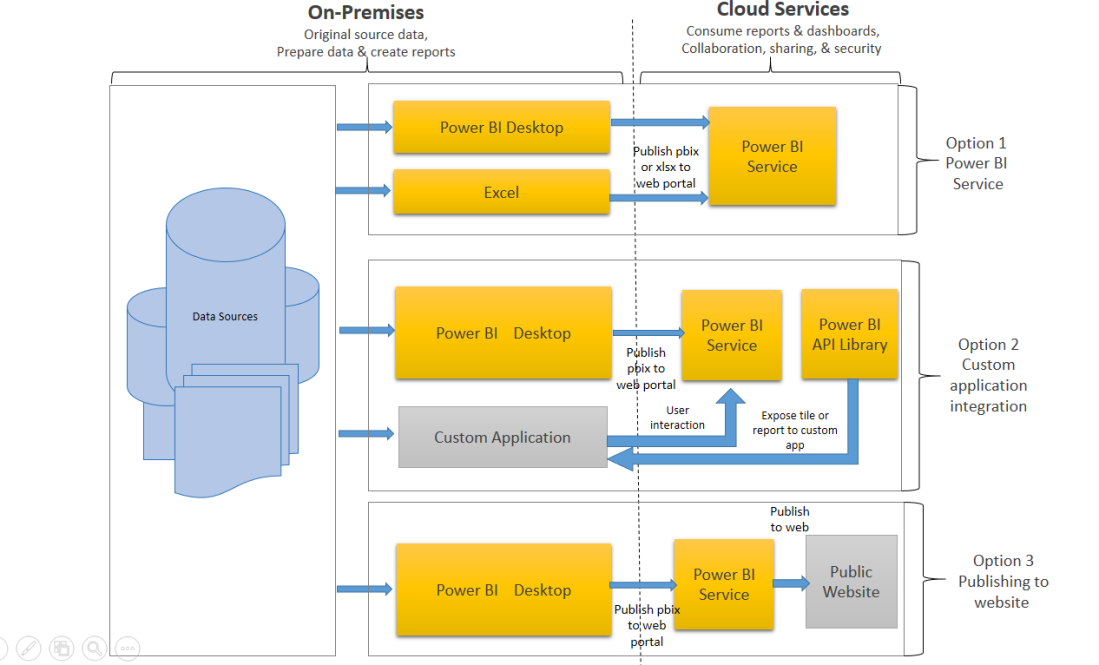 On-Premises
Original source data,
Prepare data & create reports
Cloud Services
Consume reports & dashboards,
Collaboration, sharing, & security
Data Sources
Power BI Desktop
Excel
Publish pbix
or xlsx to
web portal
Power BI
Service
Option 1
Power BI
Service
Power BI Desktop
Publish
pbix to
web portal
Power BI
Service
Power BI
API Library
Custom Application
User
interaction
Expose tile or
report to custom
app
Option 2
Custom
application
integration
Power BI Desktop
Publish pbix
to web
portal
Power BI
Service
Publish
to web
Public
Website
Option 3
Publishing to
website